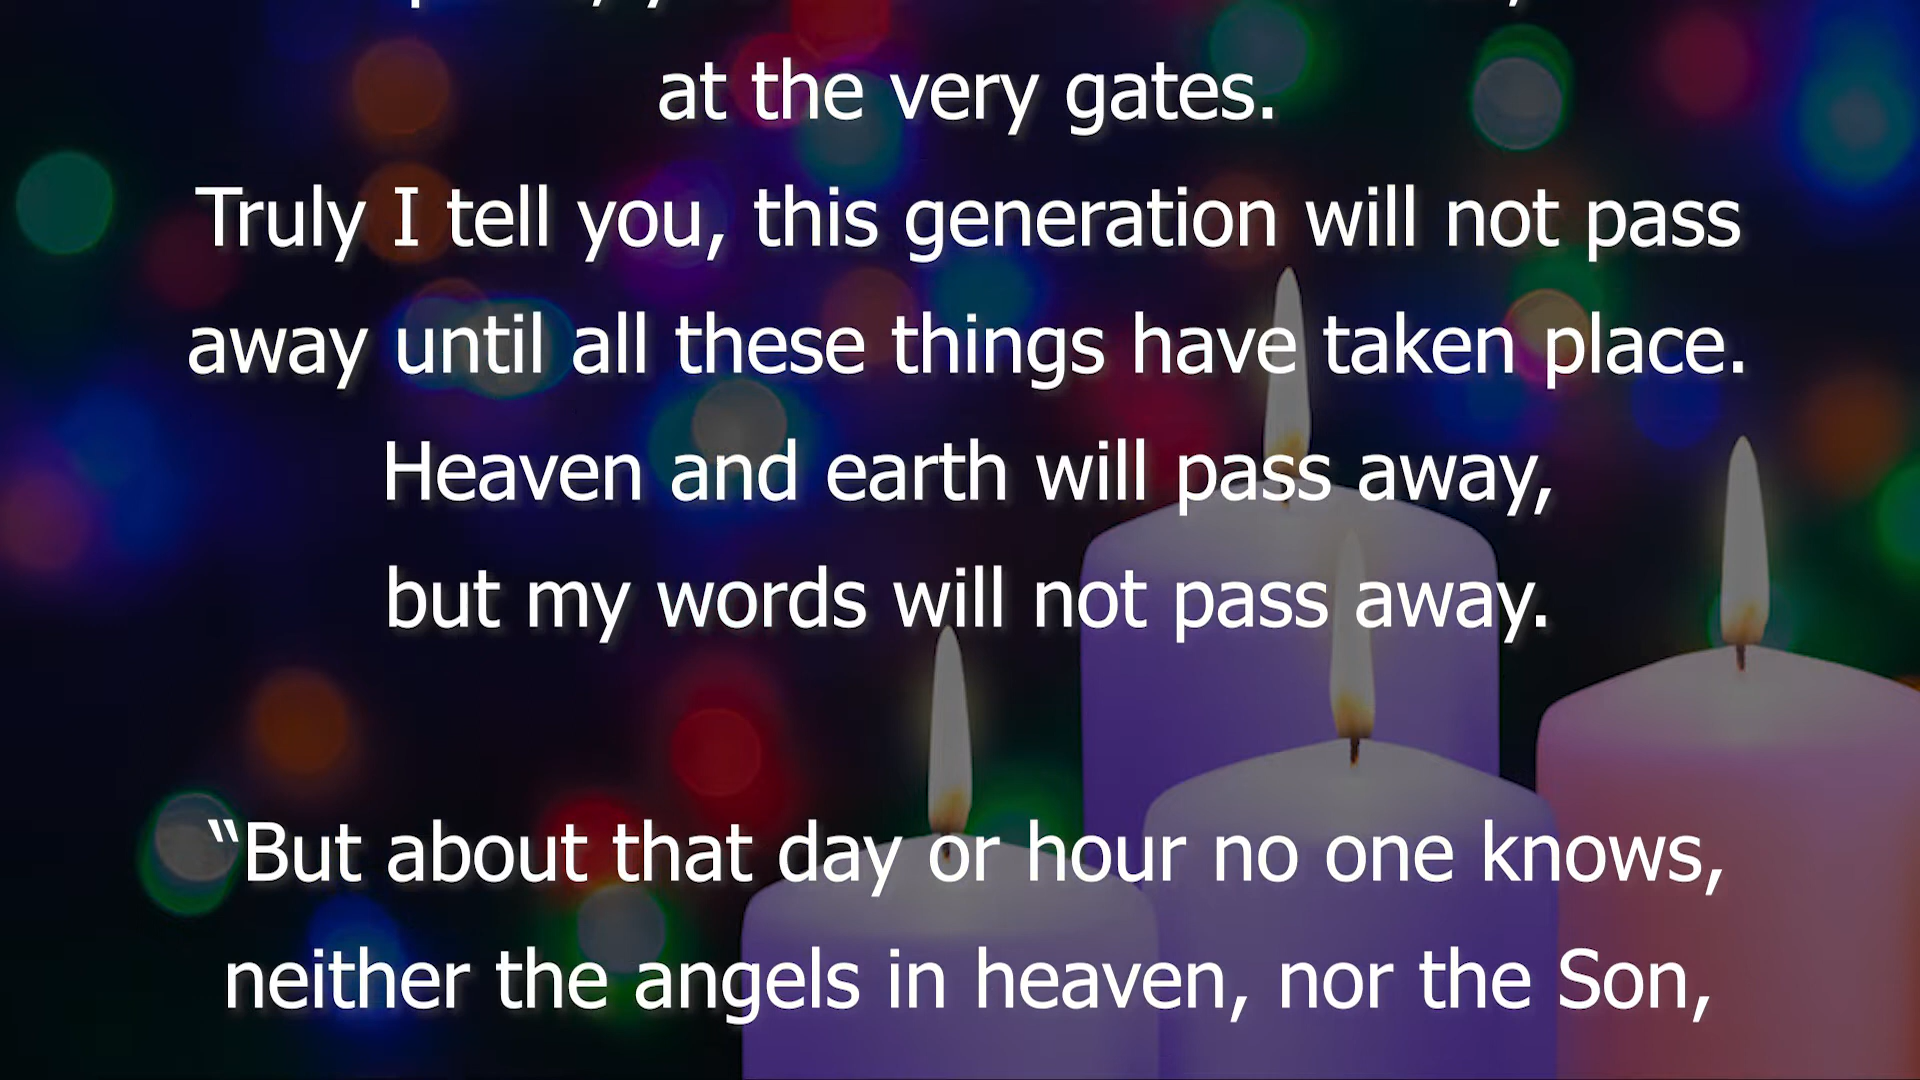 at the very gates.
Truly I tell you, this generation will not pass
away until all these things have taken place.
Heaven and earth will pass away,
but my words will not pass away.
“But about that day or hour no one knows,
neither the angels in heaven, nor the Son,